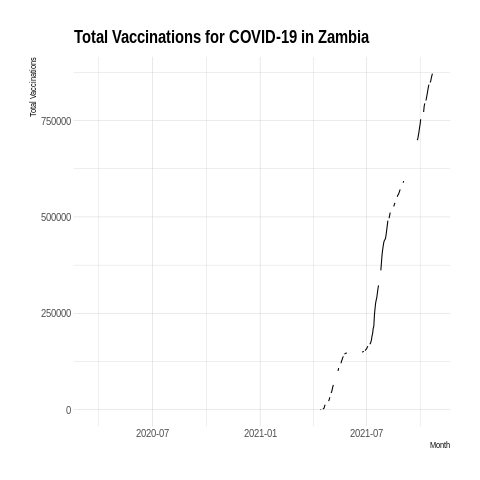 Total Vaccinations for COVID-19 in Zambia
Total Vaccinations
750000
500000
250000
0
2020-07 2021-01 2021-07
Month